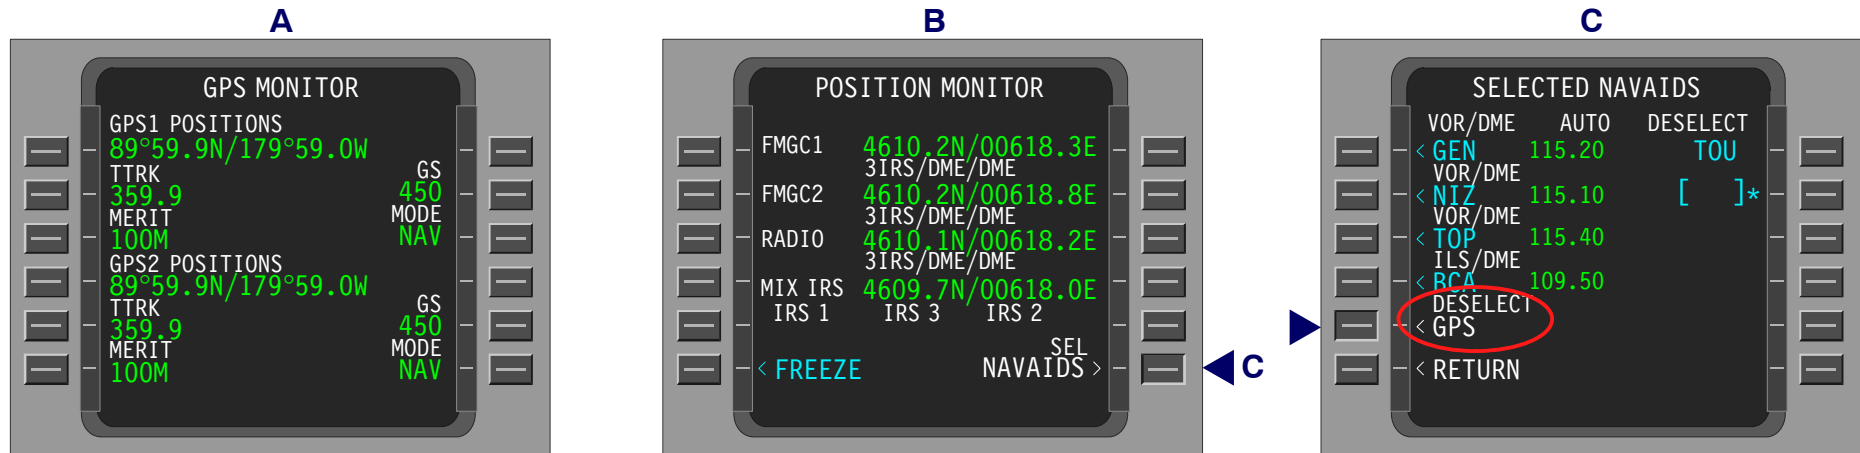 A
GPS MONITOR
GPS1 POSITIONS
89°59.9N/179°59.0W
TTRK GS
359.9 450
MERIT MODE
100M NAV
GPS2 POSITIONS
89°59.9N/179°59.0W
TTRK GS
359.9 450
MERIT MODE
100M NAV
B
POSITION MONITOR
FMGC1 4610.2N/00618.3E
3IRS/DME/DME
FMGC2 4610.2N/00618.8E
3IRS/DME/DME
RADIO 4610.1N/00618.2E
3IRS/DME/DME
MIX IRS 4609.7N/00618.0E
IRS 1 IRS 3 IRS 2
SEL
<FREEZE NAVAIDS>
C
C
SELECTED NAVAIDS
VOR/DME AUTO DESELECT
<GEN 115.20 TOU
VOR/DME
<NIZ 115.10 [ ]*
VOR/DME
<TOP 115.40
ILS/DME
<BCA 109.50
DESELECT
<GPS
<RETURN